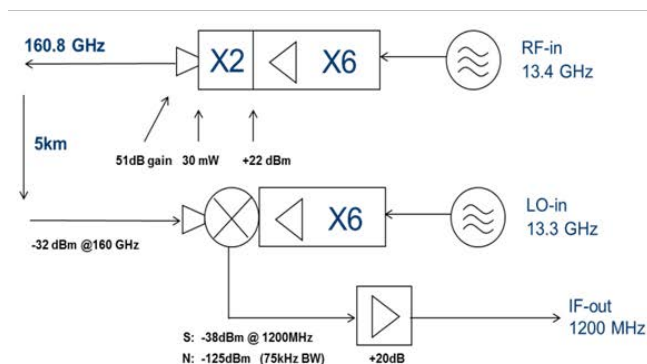 160.8 GHz
X2
X6
RF-in
13.4 GHz
5km
51dB gain
30 mW
+22 dBm
-32 dBm @160 GHz
X6
LO-in
13.3 GHz
IF-out
1200 MHz
S: -38dBm @ 1200MHz
N: -125dBm (75kHz BW)
+20dB